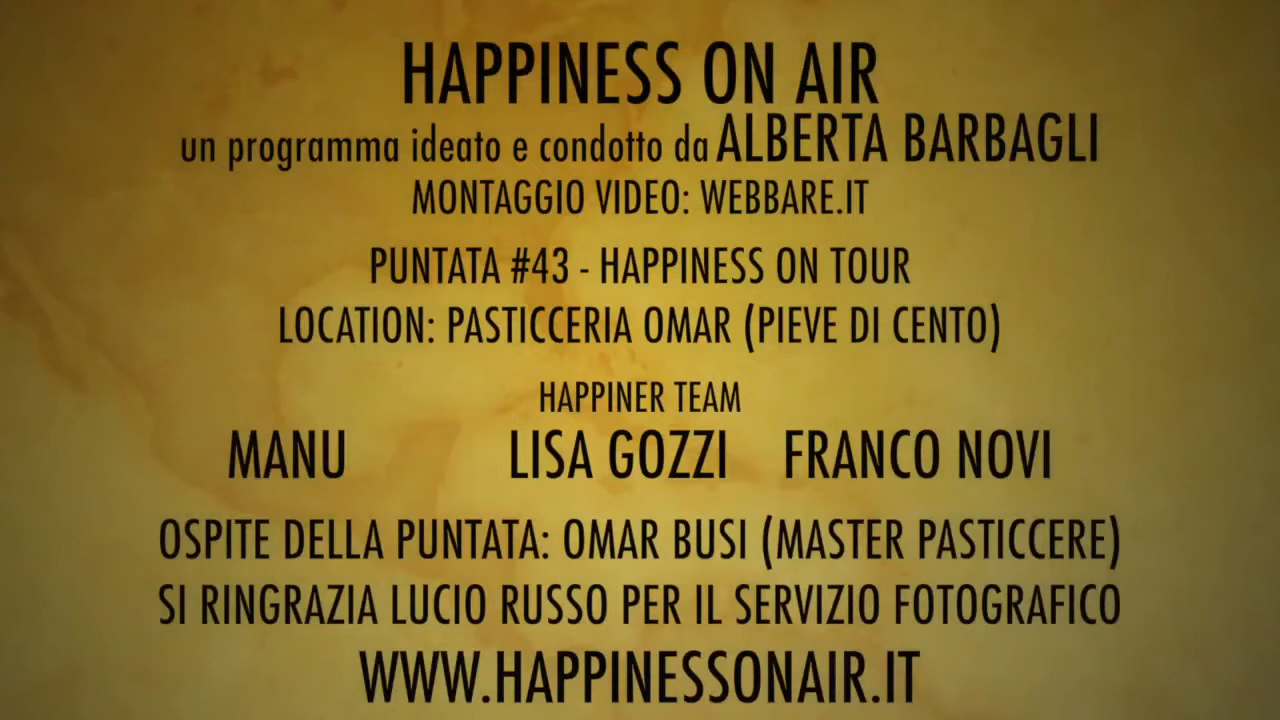 HAPPINESS ON AIR
un programma ideato e condotto da ALBERTA BARBAGLI
MONTAGGIO VIDEO: WEBBARE.IT
PUNTATA #43 - HAPPINESS ON TOUR
LOCATION: PASTICCERIA OMAR (PIEVE DI CENTO)
HAPPINER TEAM
MANU LISA GOZZI FRANCO NOVI
OSPITE DELLA PUNTATA: OMAR BUSI (MASTER PASTICCERE)
SI RINGRAZIA LUCIO RUSSO PER IL SERVIZIO FOTOGRAFICO
WWW.HAPPINESSONAIR.IT